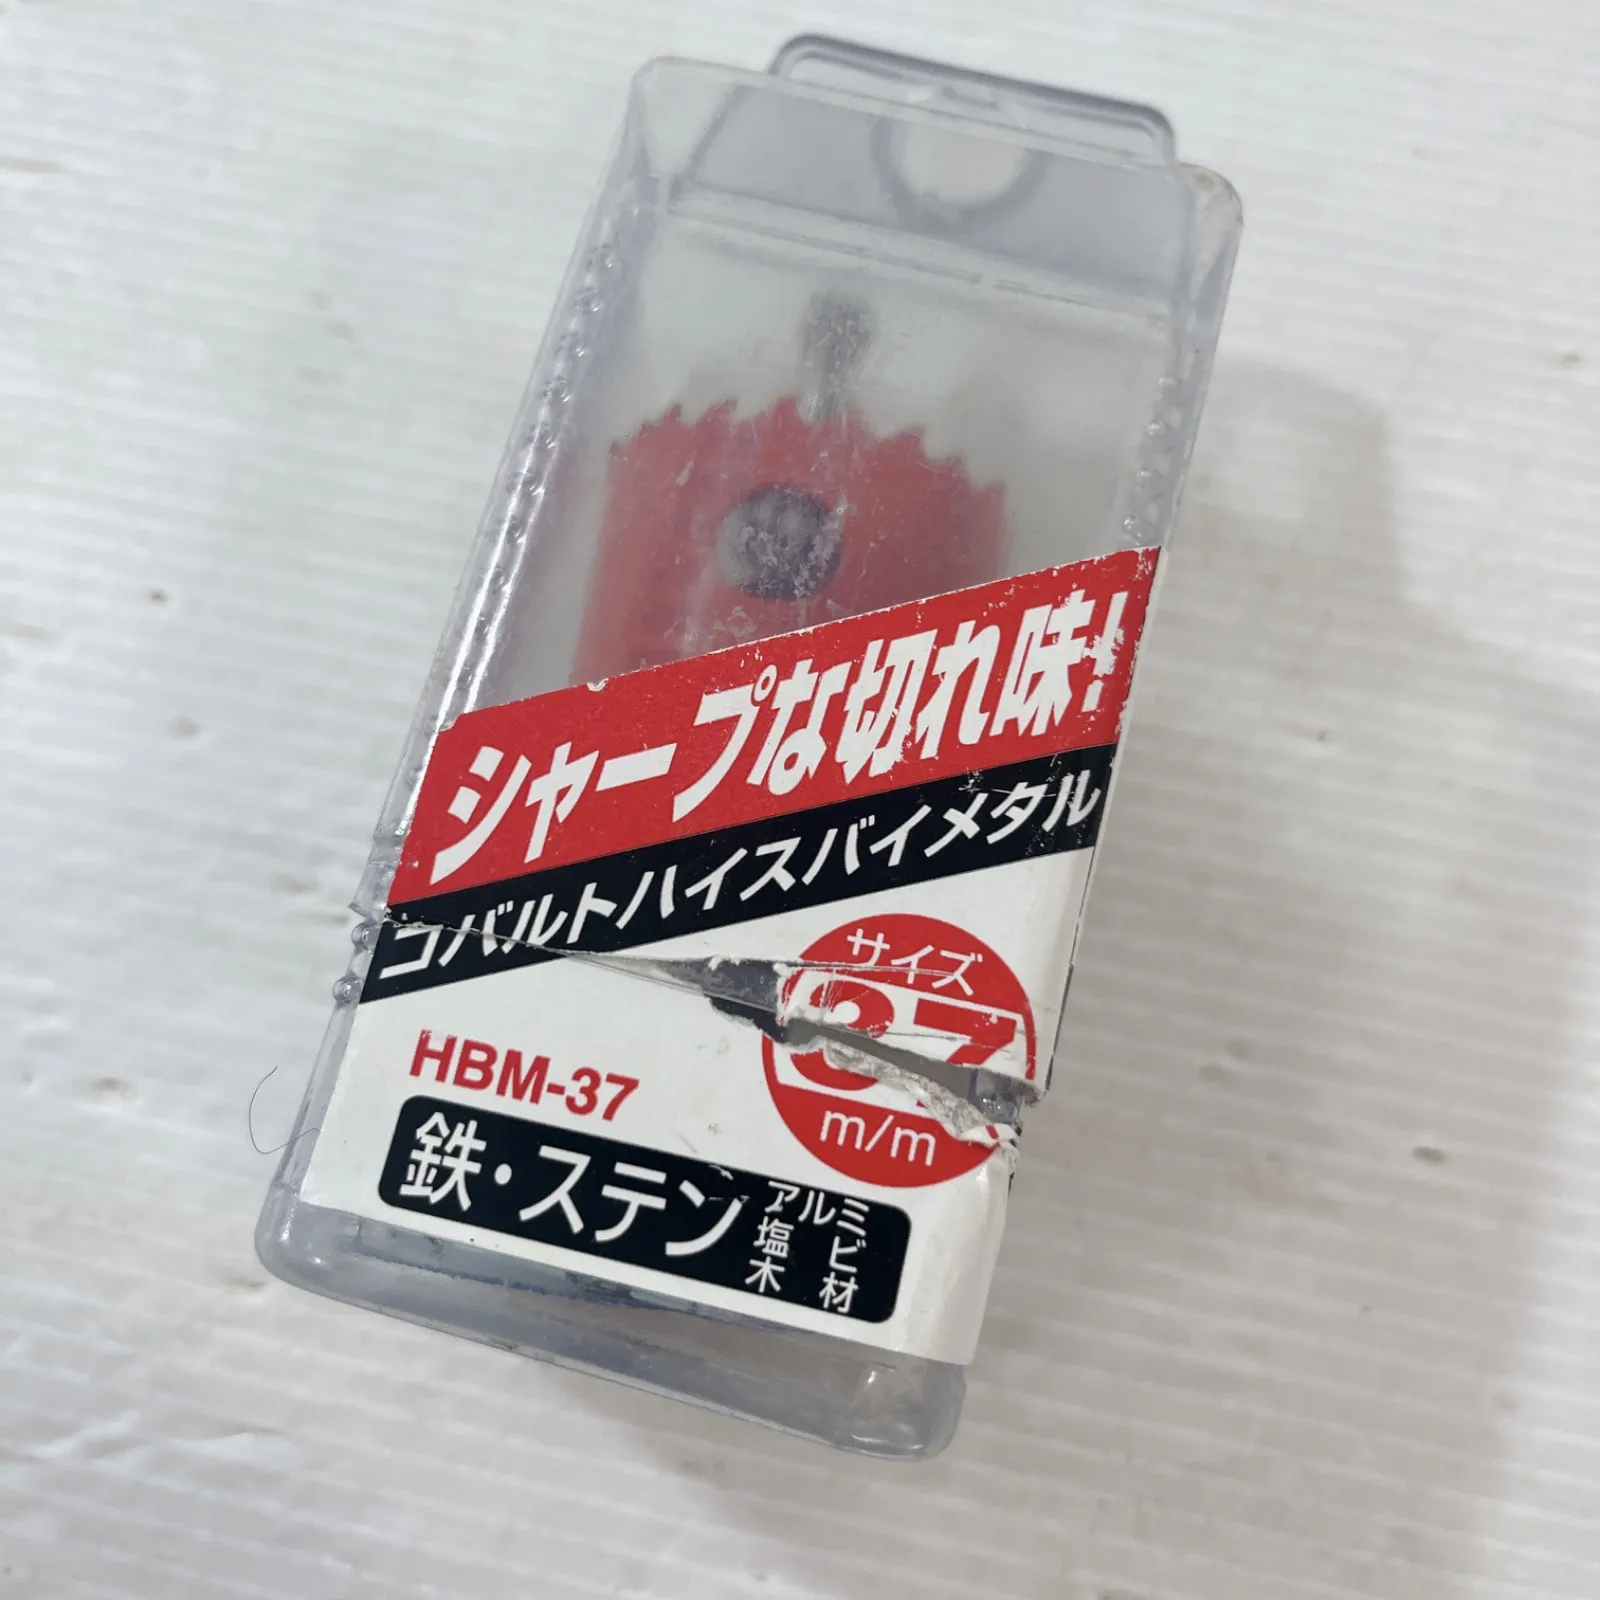 シャープな切れ味!
コバルトハイスバイメタル
サイズ
37
m/m
HBM-37
鉄・ステン
アルミ
塩ビ
木材